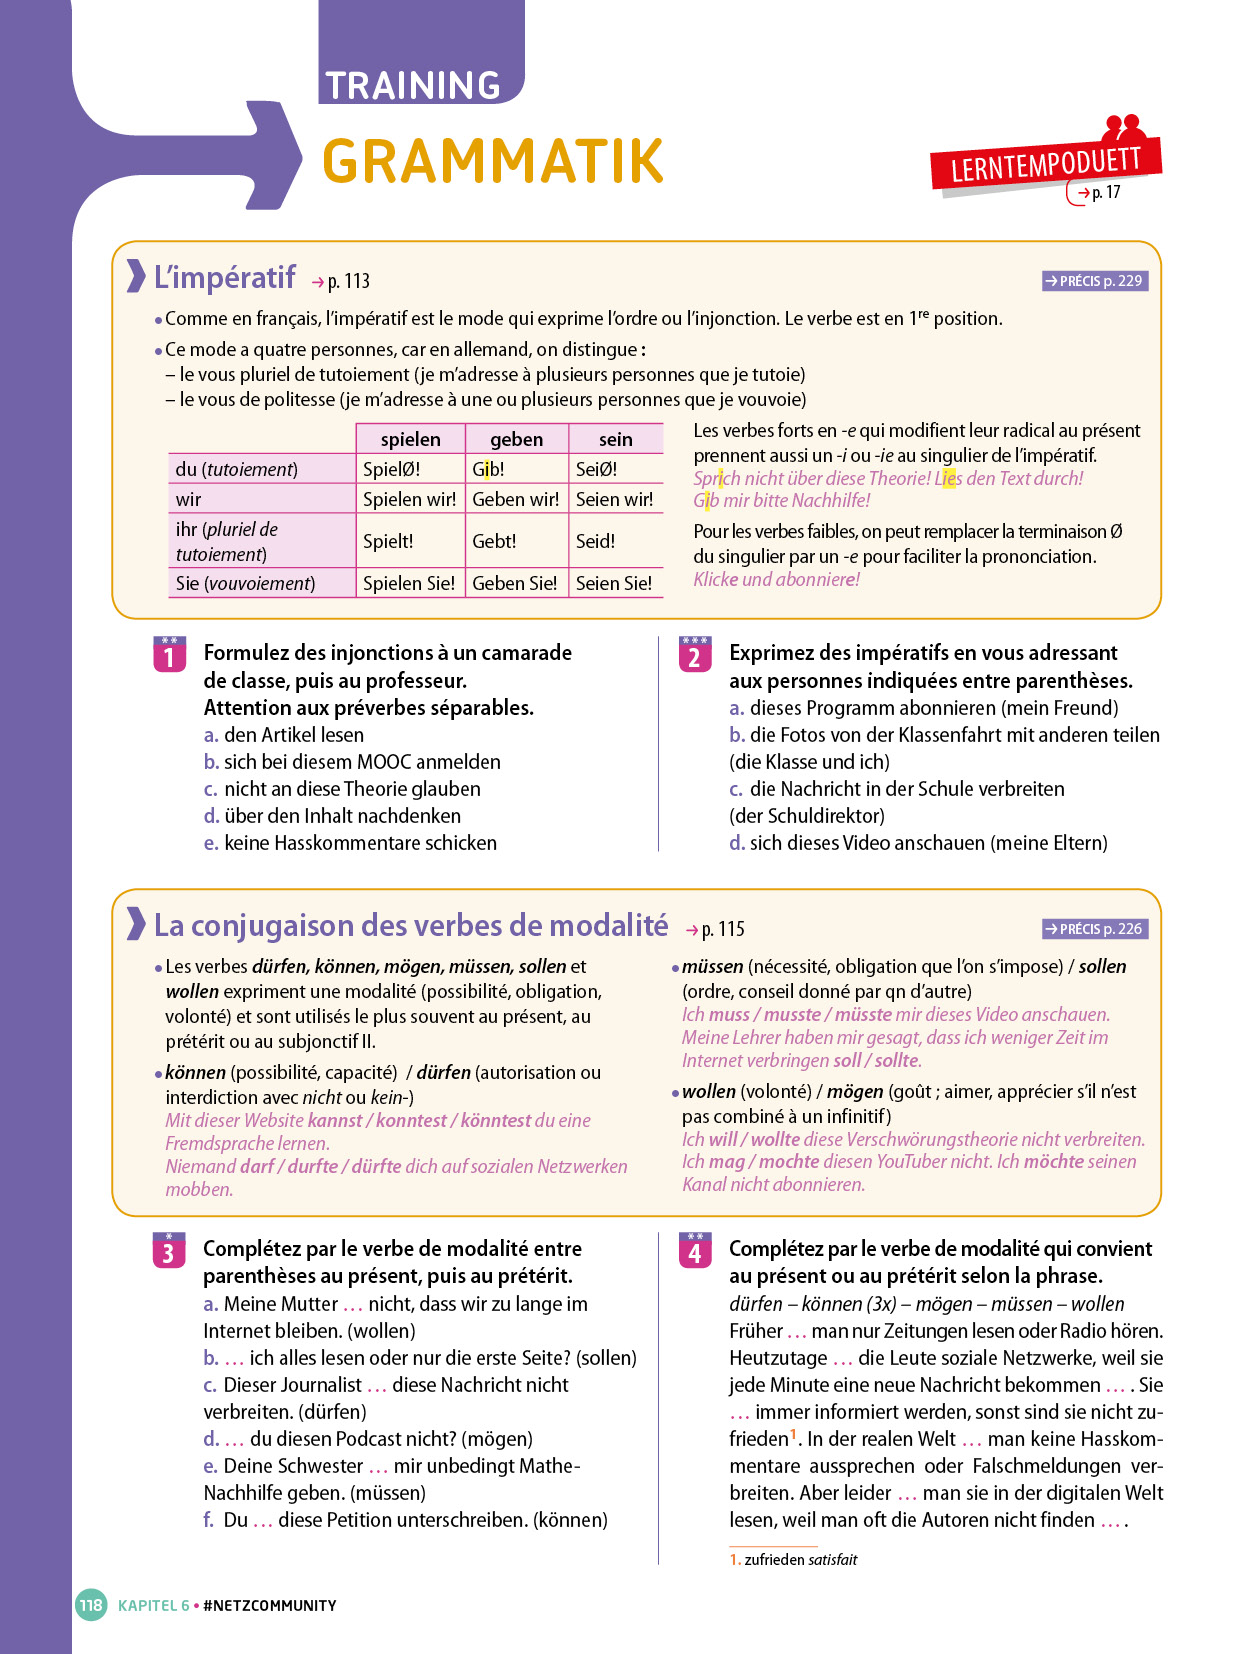 TRAINING
GRAMMATIK
LERNTEMPODUETT
→ p. 17
L'impératif → p. 113
→ PRÉCIS p. 229
• Comme en français, l'impératif est le mode qui exprime l'ordre ou l'injonction. Le verbe est en 1re position.
• Ce mode a quatre personnes, car en allemand, on distingue :
– le vous pluriel de tutoiement (je m'adresse à plusieurs personnes que je tutoie)
– le vous de politesse (je m'adresse à une ou plusieurs personnes que je vouvoie)
spielen geben sein
du (tutoiement) SpielØ! Gib! SeiØ!
wir Spielen wir! Geben wir! Seien wir!
ihr (pluriel de
tutoiement) Spielt! Gebt! Seid!
Sie (vouvoiement) Spielen Sie! Geben Sie! Seien Sie!
Les verbes forts en -e qui modifient leur radical au présent
prennent aussi un -i ou -ie au singulier de l'impératif.
Sprich nicht über diese Theorie! Lies den Text durch!
Gib mir bitte Nachhilfe!
Pour les verbes faibles, on peut remplacer la terminaison Ø
du singulier par un -e pour faciliter la prononciation.
Klicke und abonniere!
** 1
Formulez des injonctions à un camarade
de classe, puis au professeur.
Attention aux préverbes séparables.
a. den Artikel lesen
b. sich bei diesem MOOC anmelden
c. nicht an diese Theorie glauben
d. über den Inhalt nachdenken
e. keine Hasskommentare schicken
*** 2
Exprimez des impératifs en vous adressant
aux personnes indiquées entre parenthèses.
a. dieses Programm abonnieren (mein Freund)
b. die Fotos von der Klassenfahrt mit anderen teilen
(die Klasse und ich)
c. die Nachricht in der Schule verbreiten
(der Schuldirektor)
d. sich dieses Video anschauen (meine Eltern)
La conjugaison des verbes de modalité → p. 115
→ PRÉCIS p. 226
• Les verbes dürfen, können, mögen, müssen, sollen et
wollen expriment une modalité (possibilité, obligation,
volonté) et sont utilisés le plus souvent au présent, au
prétérit ou au subjonctif II.
• können (possibilité, capacité) / dürfen (autorisation ou
interdiction avec nicht ou kein-)
Mit dieser Website kannst / konntest / könntest du eine
Fremdsprache lernen.
Niemand darf / durfte / dürfte dich auf sozialen Netzwerken
mobben.
• müssen (nécessité, obligation que l'on s'impose) / sollen
(ordre, conseil donné par qn d'autre)
Ich muss / musste / müsste mir dieses Video anschauen.
Meine Lehrer haben mir gesagt, dass ich weniger Zeit im
Internet verbringen soll / sollte.
• wollen (volonté) / mögen (goût ; aimer, apprécier s'il n'est
pas combiné à un infinitif)
Ich will / wollte diese Verschwörungstheorie nicht verbreiten.
Ich mag / mochte diesen YouTuber nicht. Ich möchte seinen
Kanal nicht abonnieren.
* 3
Complétez par le verbe de modalité entre
parenthèses au présent, puis au prétérit.
a. Meine Mutter ... nicht, dass wir zu lange im
Internet bleiben. (wollen)
b. ... ich alles lesen oder nur die erste Seite? (sollen)
c. Dieser Journalist ... diese Nachricht nicht
verbreiten. (dürfen)
d. ... du diesen Podcast nicht? (mögen)
e. Deine Schwester ... mir unbedingt Mathe-
Nachhilfe geben. (müssen)
f. Du ... diese Petition unterschreiben. (können)
** 4
Complétez par le verbe de modalité qui convient
au présent ou au prétérit selon la phrase.
dürfen – können (3x) – mögen – müssen – wollen
Früher ... man nur Zeitungen lesen oder Radio hören.
Heutzutage ... die Leute soziale Netzwerke, weil sie
jede Minute eine neue Nachricht bekommen ... . Sie
... immer informiert werden, sonst sind sie nicht zu-
frieden1. In der realen Welt ... man keine Hasskom-
mentare aussprechen oder Falschmeldungen ver-
breiten. Aber leider ... man sie in der digitalen Welt
lesen, weil man oft die Autoren nicht finden ... .
1. zufrieden satisfait
118 KAPITEL 6 • #NETZCOMMUNITY